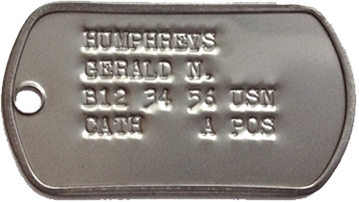 HUMPHREYS
GERALD N.
B12 34 56 USN
CATH A POS